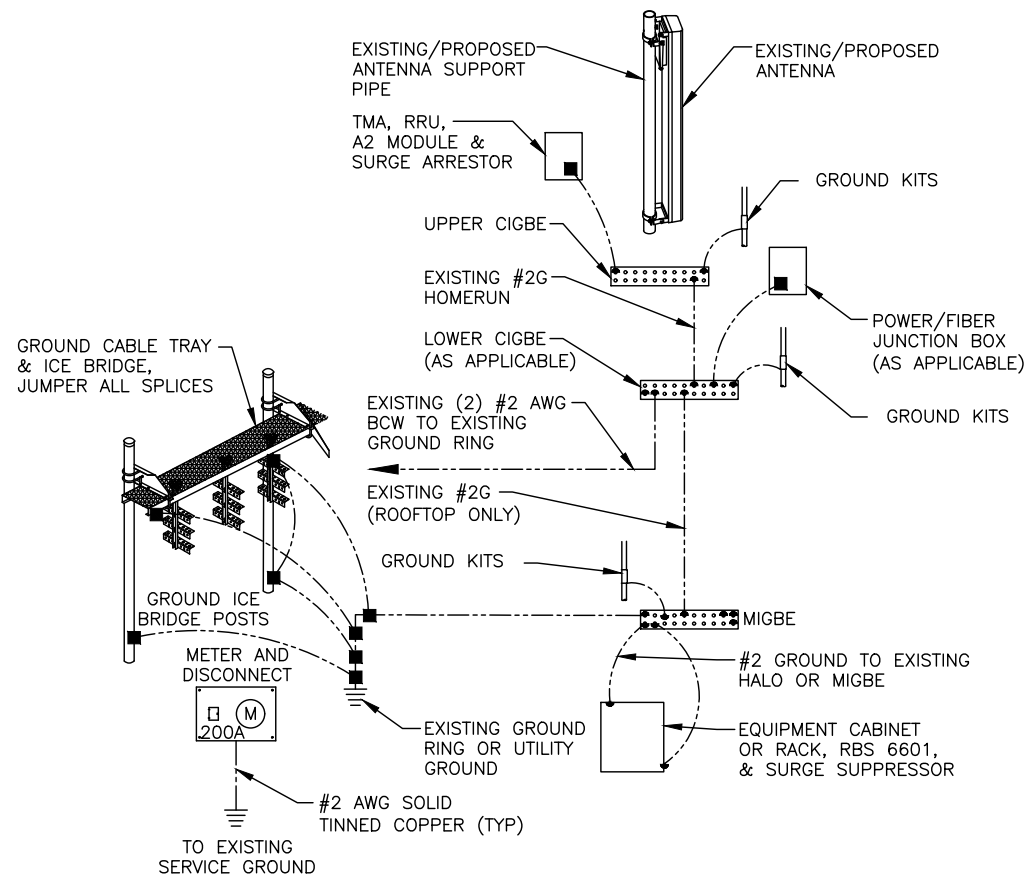 EXISTING/PROPOSED
ANTENNA SUPPORT
PIPE
EXISTING/PROPOSED
ANTENNA
TMA, RRU,
A2 MODULE &
SURGE ARRESTOR
GROUND KITS
UPPER CIGBE
EXISTING #2G
HOMERUN
POWER/FIBER
JUNCTION BOX
(AS APPLICABLE)
LOWER CIGBE
(AS APPLICABLE)
GROUND CABLE TRAY
& ICE BRIDGE,
JUMPER ALL SPLICES
GROUND KITS
EXISTING (2) #2 AWG
BCW TO EXISTING
GROUND RING
EXISTING #2G
(ROOFTOP ONLY)
GROUND KITS
GROUND ICE
BRIDGE POSTS
MIGBE
METER AND
DISCONNECT
M
200A
#2 GROUND TO EXISTING
HALO OR MIGBE
EXISTING GROUND
RING OR UTILITY
GROUND
EQUIPMENT CABINET
OR RACK, RBS 6601,
& SURGE SUPPRESSOR
#2 AWG SOLID
TINNED COPPER (TYP)
TO EXISTING
SERVICE GROUND